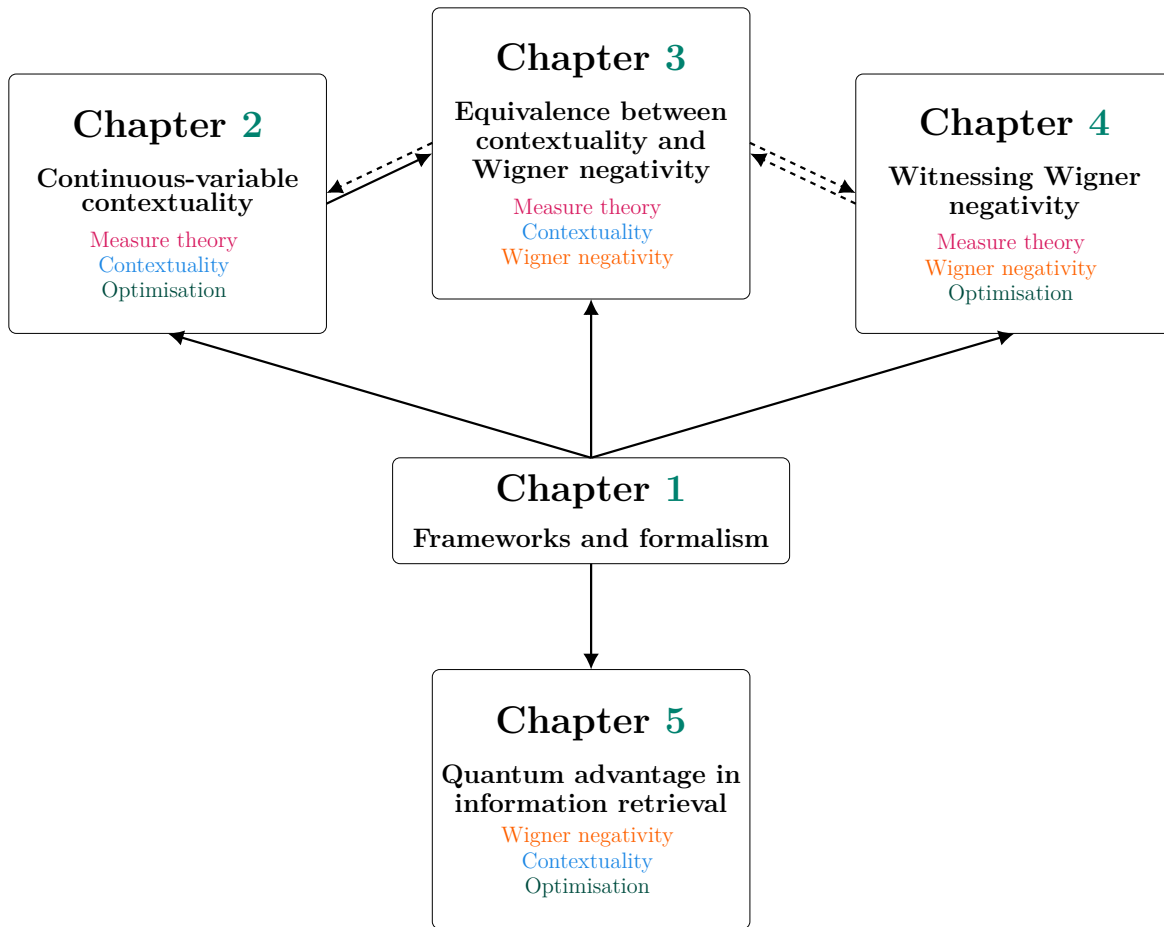 Chapter 2
Continuous-variable
contextuality
Measure theory
Contextuality
Optimisation
Chapter 3
Equivalence between
contextuality and
Wigner negativity
Measure theory
Contextuality
Wigner negativity
Chapter 4
Witnessing Wigner
negativity
Measure theory
Wigner negativity
Optimisation
Chapter 1
Frameworks and formalism
Chapter 5
Quantum advantage in
information retrieval
Wigner negativity
Contextuality
Optimisation